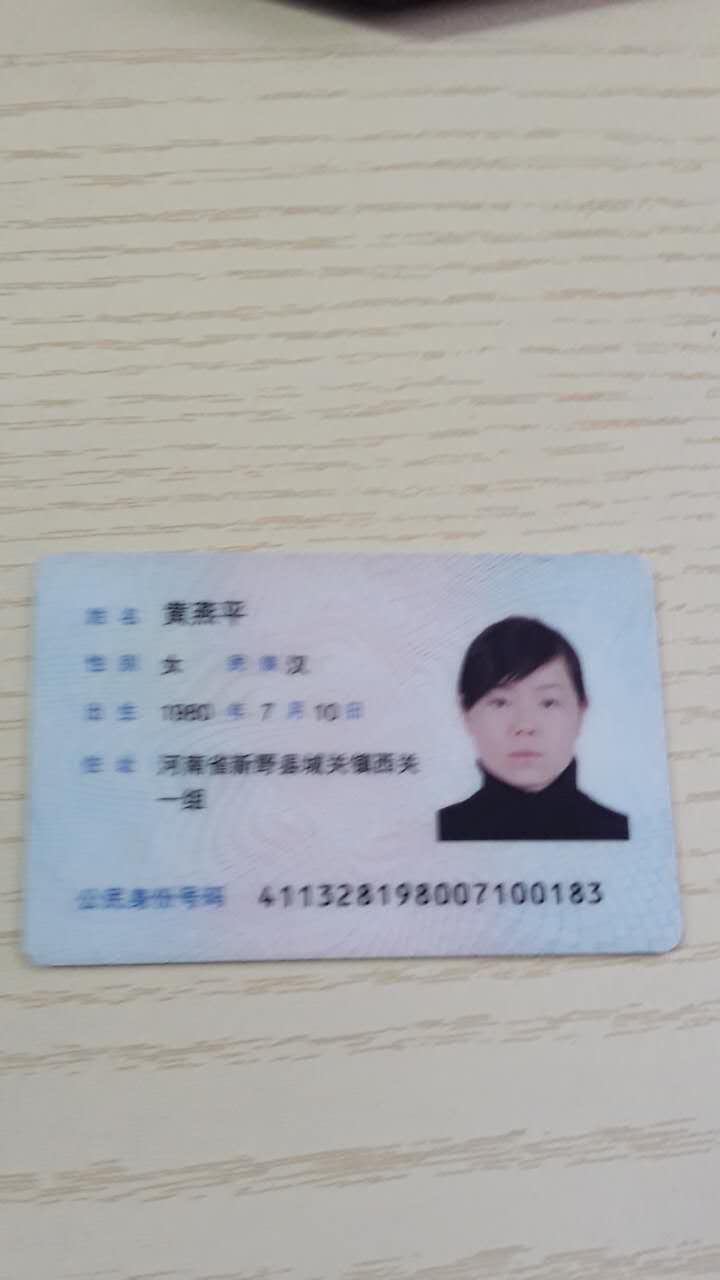 姓名 黄燕平
性别 女 民族 汉
出生 1980 年 7 月 10 日
住址 河南省新野县城关镇西关
一组
公民身份号码 411328198007100183